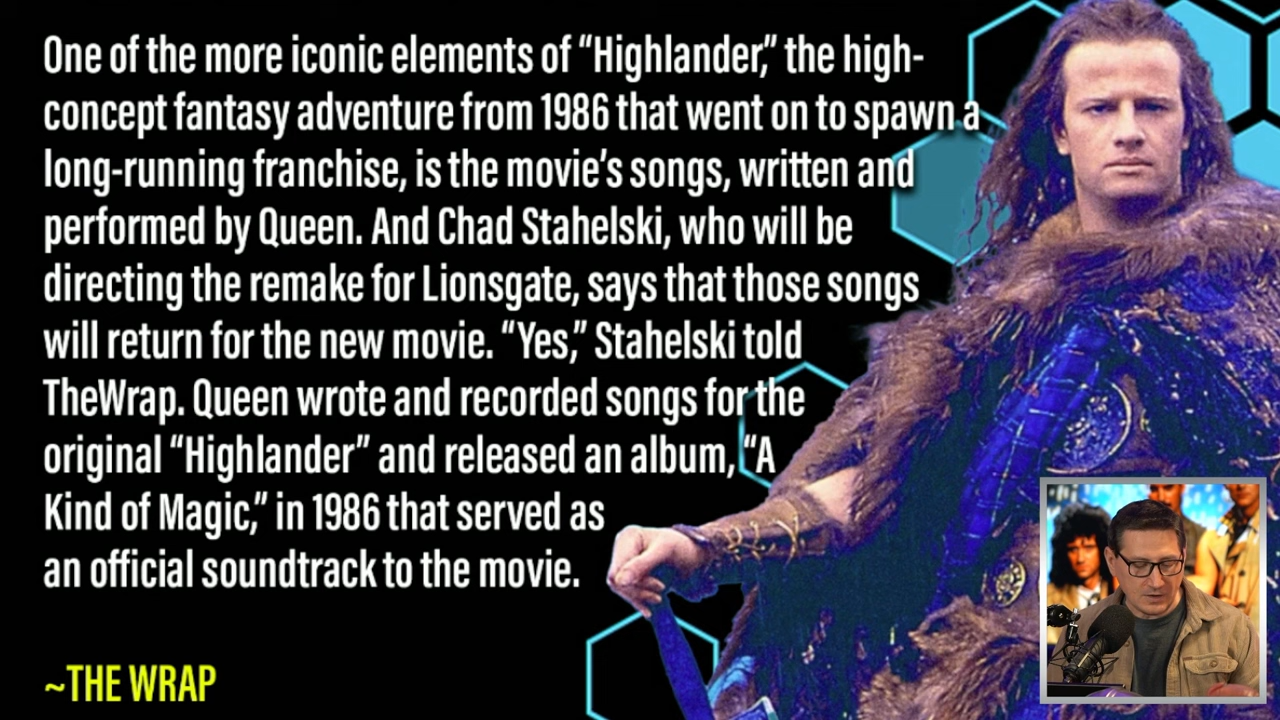 One of the more iconic elements of “Highlander,” the high-
concept fantasy adventure from 1986 that went on to spawn a
long-running franchise, is the movie’s songs, written and
performed by Queen. And Chad Stahelski, who will be
directing the remake for Lionsgate, says that those songs
will return for the new movie. “Yes,” Stahelski told
TheWrap. Queen wrote and recorded songs for the
original “Highlander” and released an album, “A
Kind of Magic,” in 1986 that served as
an official soundtrack to the movie.
~THE WRAP